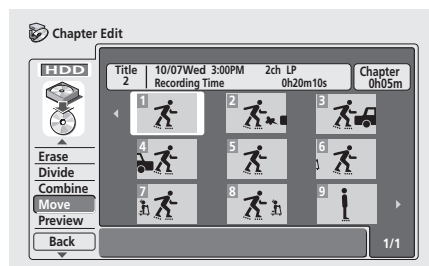 Chapter Edit
HDD
Title 2
10/07Wed 3:00PM 2ch LP
Recording Time 0h20m10s
Chapter 0h05m
1
2
3
4
5
6
7
8
9
Erase
Divide
Combine
Move
Preview
Back
1/1